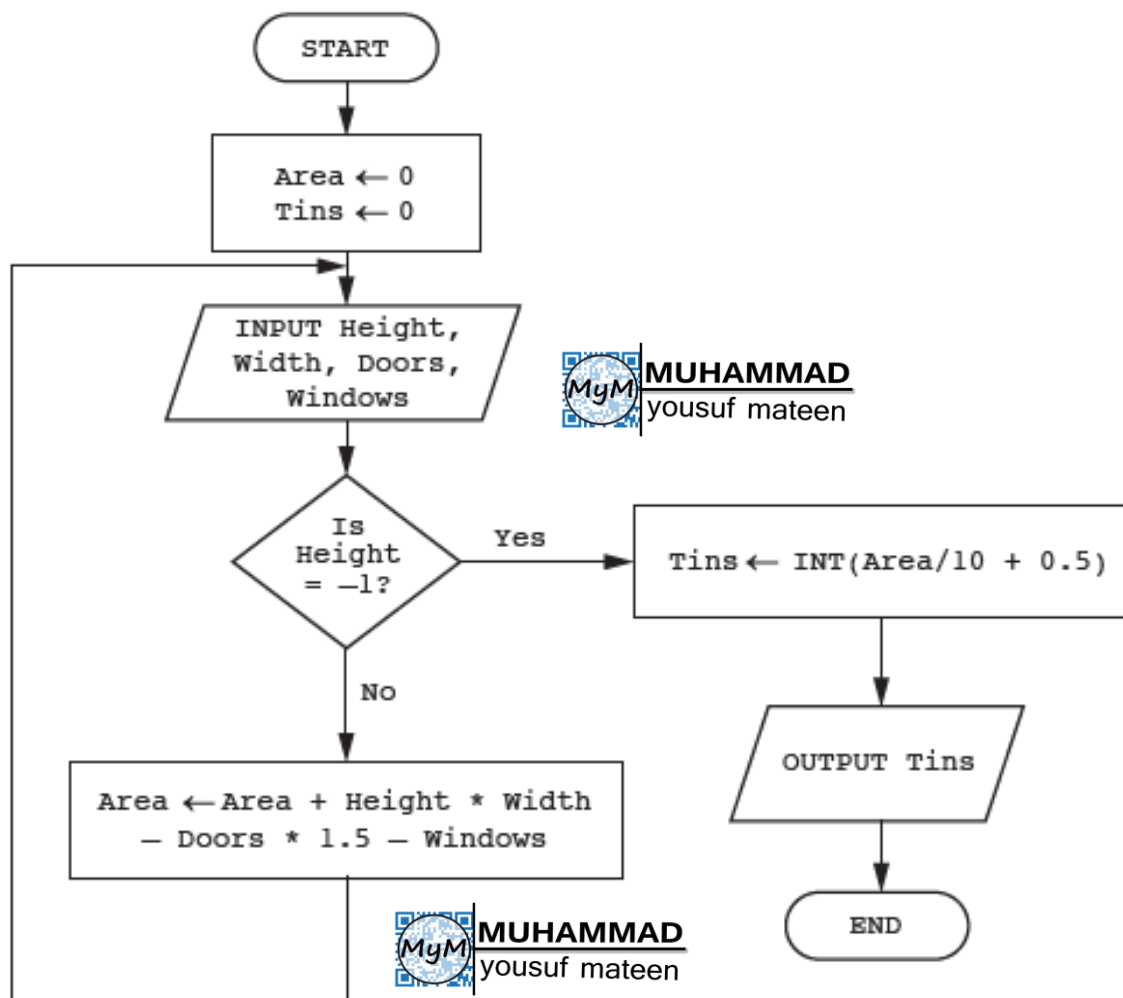 START
Area ← 0
Tins ← 0
INPUT Height,
Width, Doors,
Windows
MyM
MUHAMMAD
yousuf mateen
Is
Height
= –1?
Yes
Tins ← INT(Area/10 + 0.5)
No
OUTPUT Tins
Area ← Area + Height * Width
– Doors * 1.5 – Windows
END
MyM
MUHAMMAD
yousuf mateen